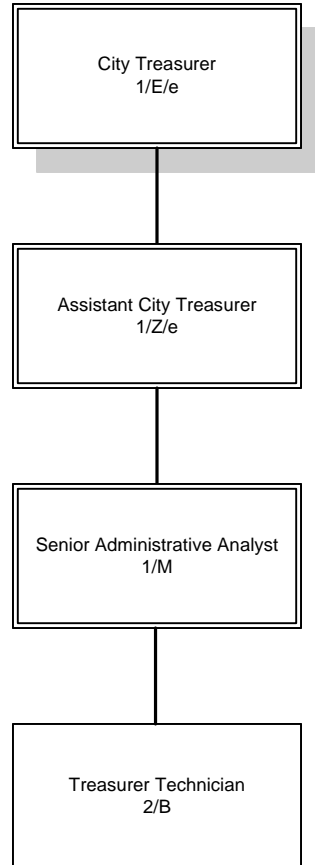 City Treasurer
1/E/e
Assistant City Treasurer
1/Z/e
Senior Administrative Analyst
1/M
Treasurer Technician
2/B